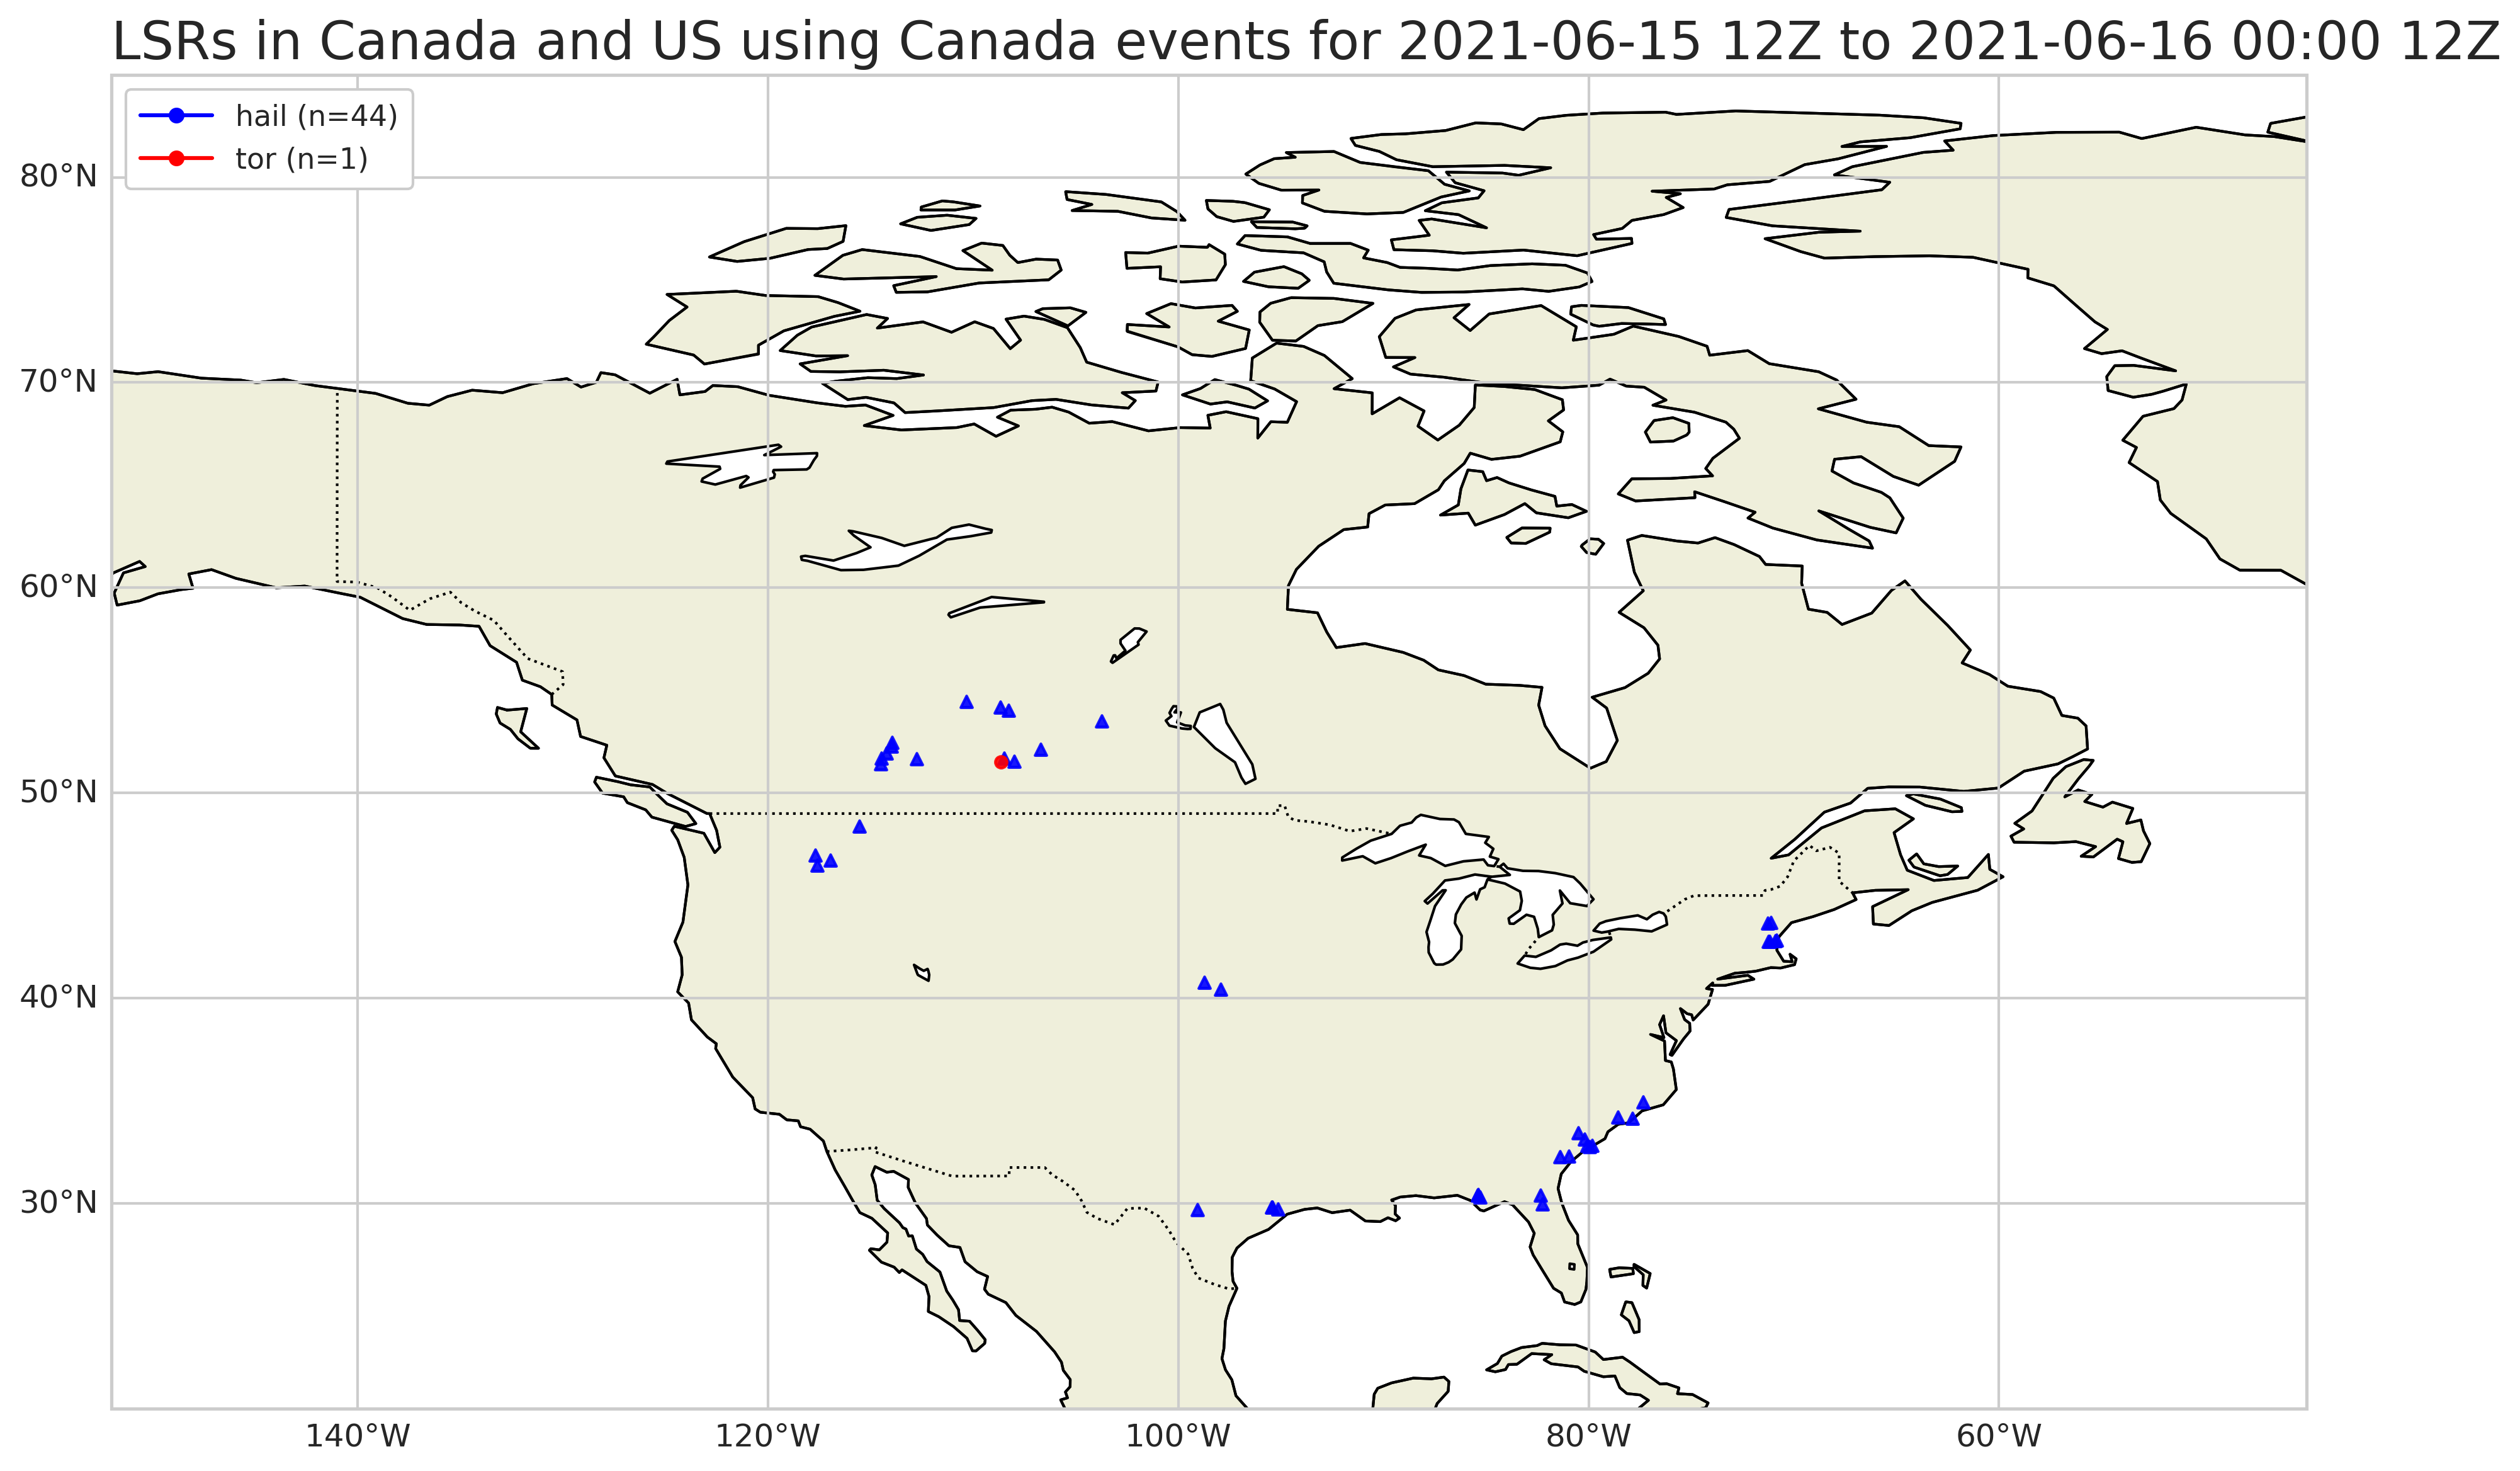 LSRs in Canada and US using Canada events for 2021-06-15 12Z to 2021-06-16 00:00 12Z
hail (n=44)
tor (n=1)
80°N
70°N
60°N
50°N
40°N
30°N
140°W
120°W
100°W
80°W
60°W